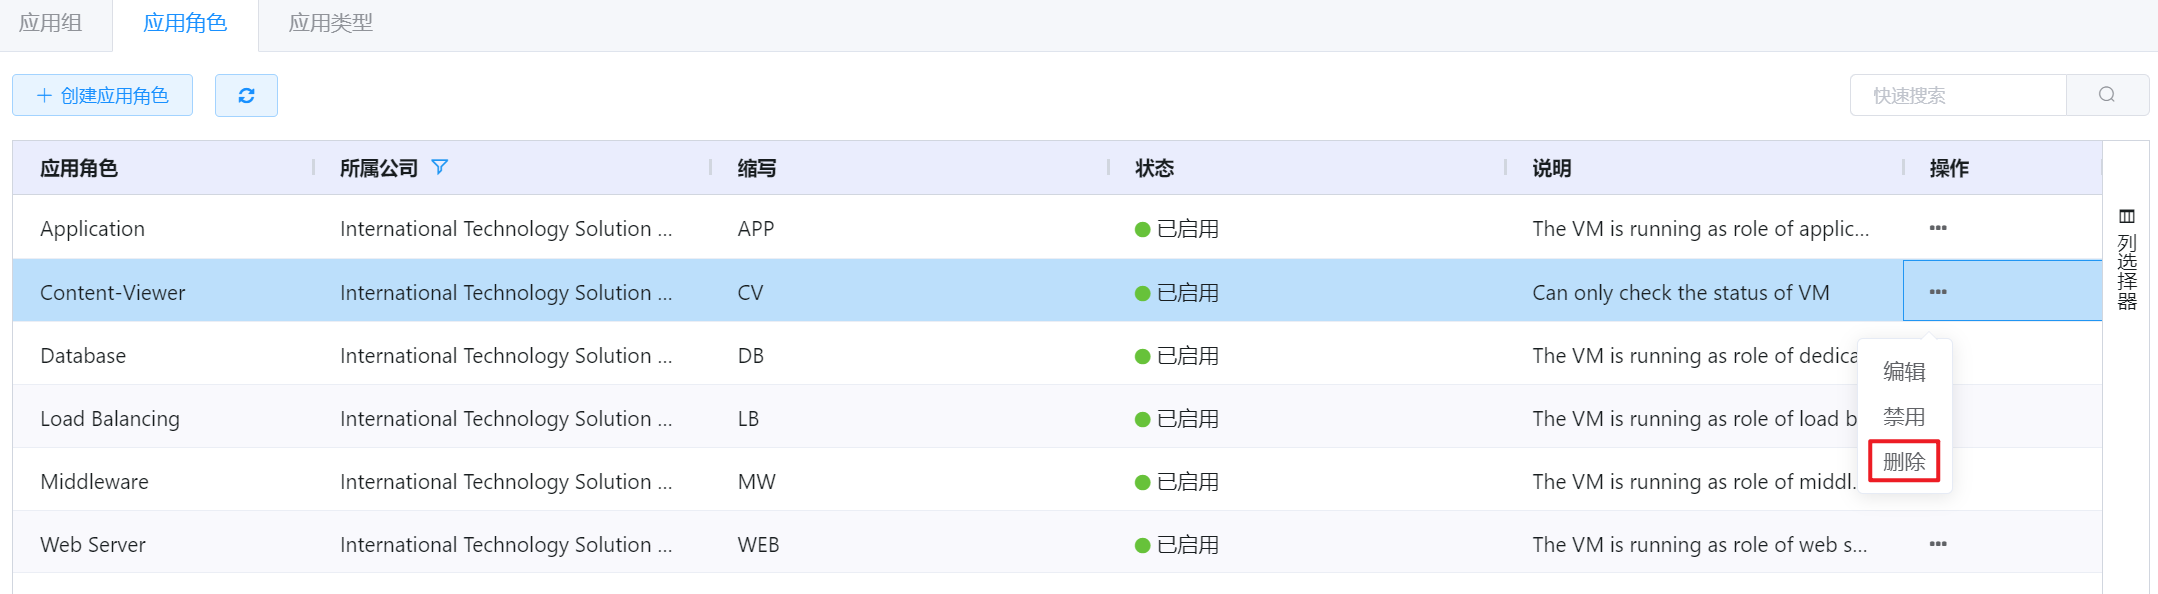 应用组 应用角色 应用类型
+ 创建应用角色 快速搜索
应用角色 所属公司 缩写 状态 说明 操作
Application International Technology Solution ... APP 已启用 The VM is running as role of applic... •••
Content-Viewer International Technology Solution ... CV 已启用 Can only check the status of VM •••
Database International Technology Solution ... DB 已启用 The VM is running as role of dedica
Load Balancing International Technology Solution ... LB 已启用 The VM is running as role of load b
Middleware International Technology Solution ... MW 已启用 The VM is running as role of middl.
Web Server International Technology Solution ... WEB 已启用 The VM is running as role of web s... •••
编辑
禁用
删除
列选择器